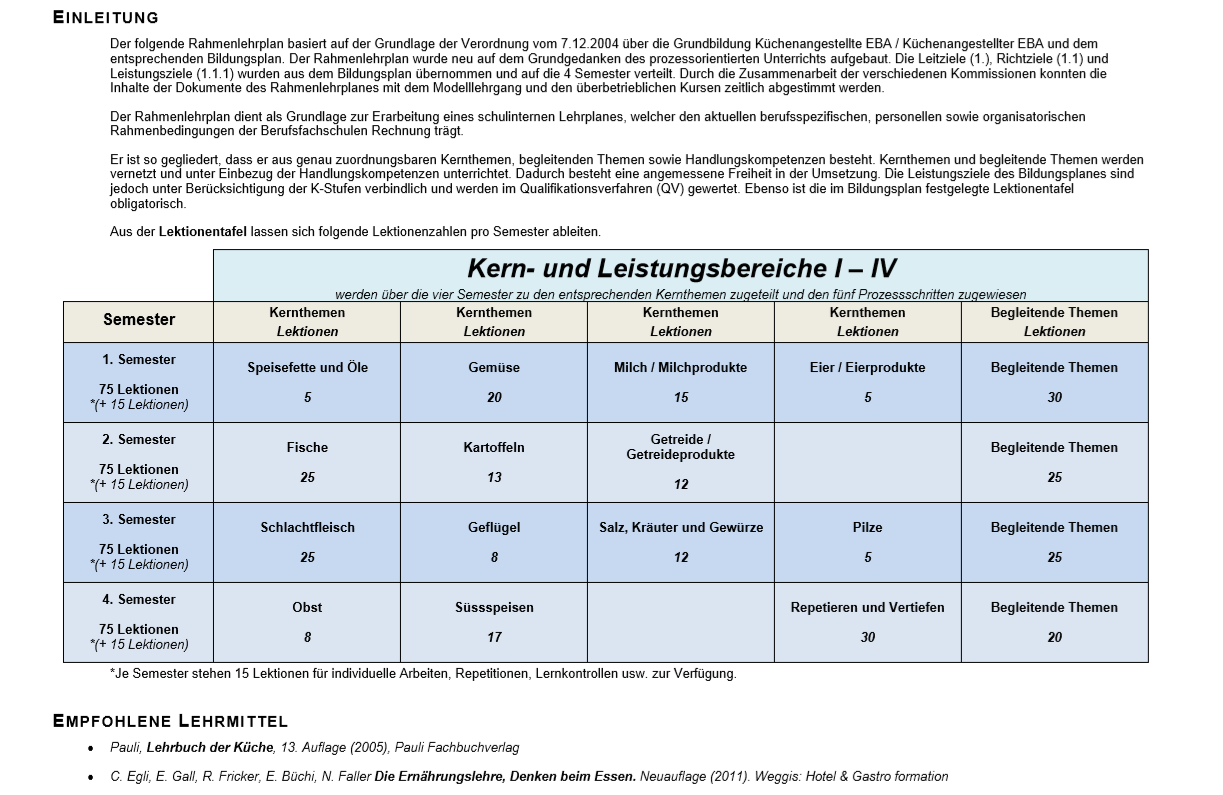 EINLEITUNG
Der folgende Rahmenlehrplan basiert auf der Grundlage der Verordnung vom 7.12.2004 über die Grundbildung Küchenangestellte EBA / Küchenangestellter EBA und dem
entsprechenden Bildungsplan. Der Rahmenlehrplan wurde neu auf dem Grundgedanken des prozessorientierten Unterrichts aufgebaut. Die Leitziele (1.), Richtziele (1.1) und
Leistungsziele (1.1.1) wurden aus dem Bildungsplan übernommen und auf die 4 Semester verteilt. Durch die Zusammenarbeit der verschiedenen Kommissionen konnten die
Inhalte der Dokumente des Rahmenlehrplanes mit dem Modelllehrgang und den überbetrieblichen Kursen zeitlich abgestimmt werden.
Der Rahmenlehrplan dient als Grundlage zur Erarbeitung eines schulinternen Lehrplanes, welcher den aktuellen berufsspezifischen, personellen sowie organisatorischen
Rahmenbedingungen der Berufsfachschulen Rechnung trägt.
Er ist so gegliedert, dass er aus genau zuordnungsbaren Kernthemen, begleitenden Themen sowie Handlungskompetenzen besteht. Kernthemen und begleitende Themen werden
vernetzt und unter Einbezug der Handlungskompetenzen unterrichtet. Dadurch besteht eine angemessene Freiheit in der Umsetzung. Die Leistungsziele des Bildungsplanes sind
jedoch unter Berücksichtigung der K-Stufen verbindlich und werden im Qualifikationsverfahren (QV) gewertet. Ebenso ist die im Bildungsplan festgelegte Lektionentafel
obligatorisch.
Aus der Lektionentafel lassen sich folgende Lektionenzahlen pro Semester ableiten.
Kern- und Leistungsbereiche I – IV
werden über die vier Semester zu den entsprechenden Kernthemen zugeteilt und den fünf Prozessschritten zugewiesen
Semester
Kernthemen Kernthemen Kernthemen Kernthemen Begleitende Themen
Lektionen Lektionen Lektionen Lektionen Lektionen
1. Semester
Speisefette und Öle Gemüse Milch / Milchprodukte Eier / Eierprodukte Begleitende Themen
75 Lektionen
*(+ 15 Lektionen)
5 20 15 5 30
2. Semester
Fische Kartoffeln Getreide /
Getreideprodukte Begleitende Themen
75 Lektionen
*(+ 15 Lektionen)
25 13 12 25
3. Semester
Schlachtfleisch Geflügel Salz, Kräuter und Gewürze Pilze Begleitende Themen
75 Lektionen
*(+ 15 Lektionen)
25 8 12 5 25
4. Semester
Obst Süssspeisen Repetieren und Vertiefen Begleitende Themen
75 Lektionen
*(+ 15 Lektionen)
8 17 30 20
*Je Semester stehen 15 Lektionen für individuelle Arbeiten, Repetitionen, Lernkontrollen usw. zur Verfügung.
EMPFOHLENE LEHRMITTEL
• Pauli, Lehrbuch der Küche, 13. Auflage (2005), Pauli Fachbuchverlag
• C. Egli, E. Gall, R. Fricker, E. Büchi, N. Faller Die Ernährungslehre, Denken beim Essen. Neuauflage (2011). Weggis: Hotel & Gastro formation